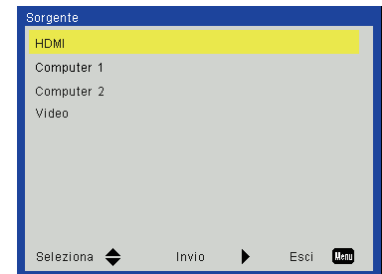 Sorgente
HDMI
Computer 1
Computer 2
Video
Seleziona Invio Esci Menu